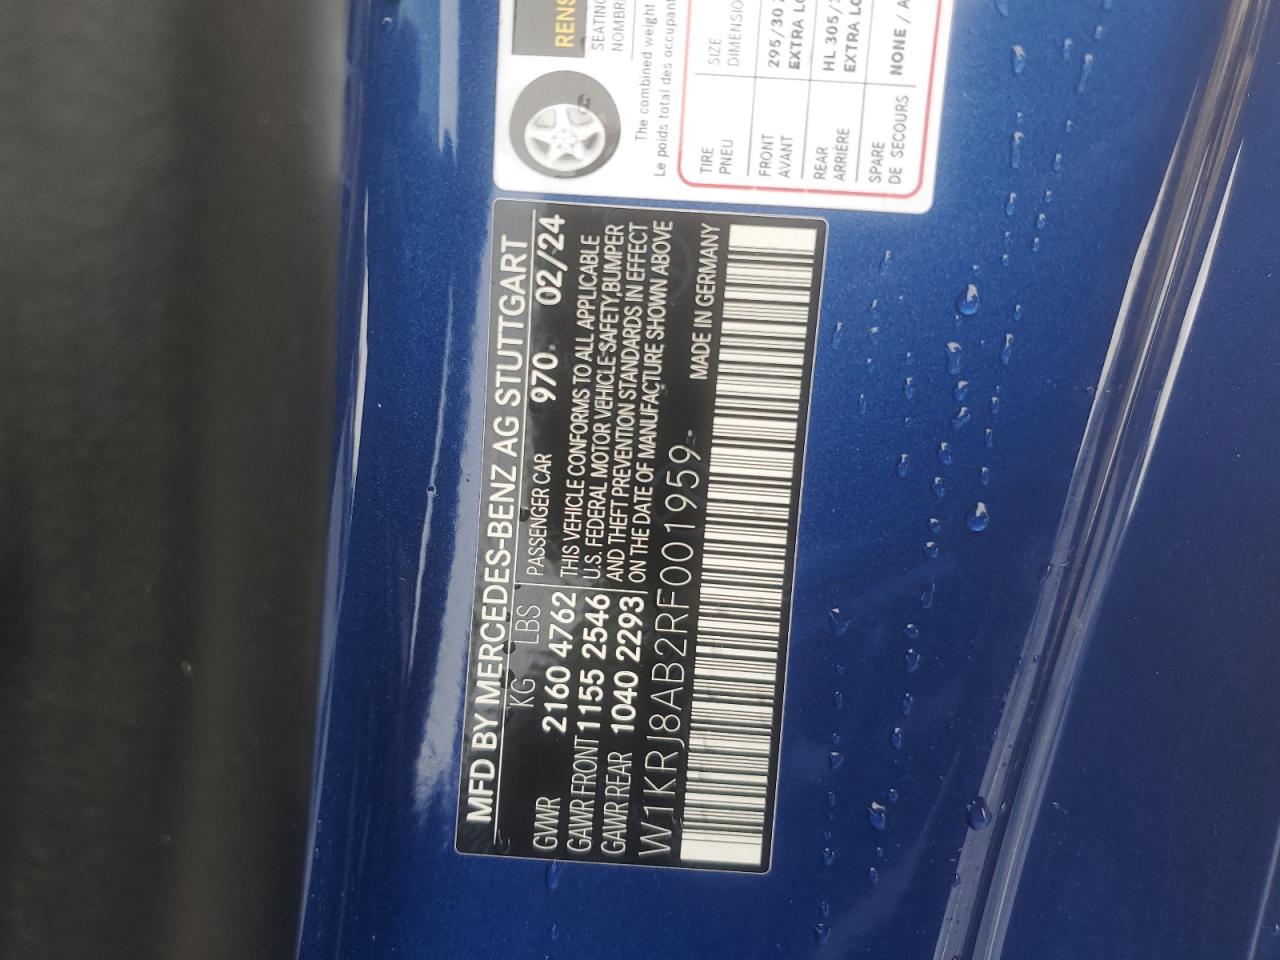 RENS
SEATING
NOMBRE
The combined weight
Le poids total des occupant
TIRE SIZE
PNEU DIMENSIO
FRONT 295/30
AVANT EXTRA LO
REAR HL 305/3
ARRIÈRE EXTRA LO
SPARE NONE / A
DE SECOURS
MFD BY MERCEDES-BENZ AG STUTTGART
KG LBS PASSENGER CAR 970 02/24
GVWR 2160 4762 THIS VEHICLE CONFORMS TO ALL APPLICABLE
GAWR FRONT 1155 2546 U.S. FEDERAL MOTOR VEHICLE-SAFETY,BUMPER
GAWR REAR 1040 2293 AND THEFT PREVENTION STANDARDS IN EFFECT
ON THE DATE OF MANUFACTURE SHOWN ABOVE
W1KRJ8AB2RF001959 MADE IN GERMANY